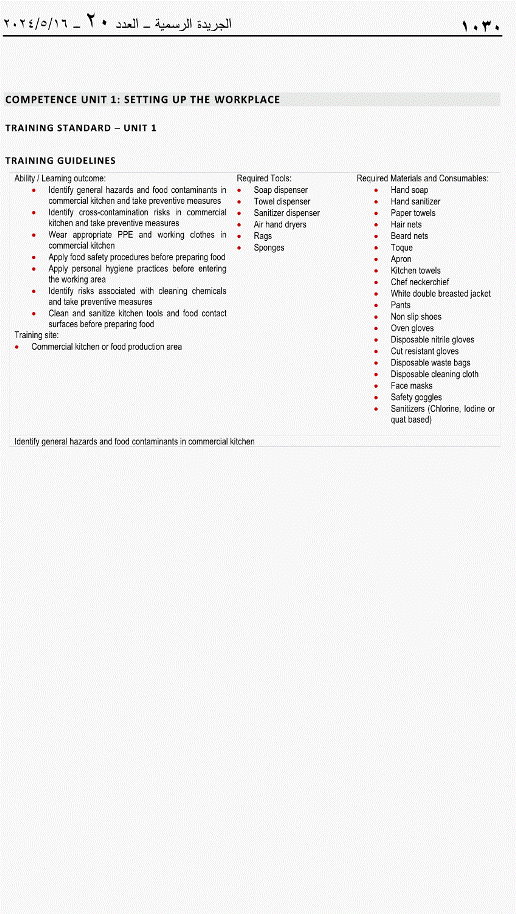 ١٠٣٠
الجريدة الرسمية – العدد ٢٠ – ٢٠٢٤/٥/١٦
COMPETENCE UNIT 1: SETTING UP THE WORKPLACE
TRAINING STANDARD – UNIT 1
TRAINING GUIDELINES
Ability / Learning outcome:
• Identify general hazards and food contaminants in
commercial kitchen and take preventive measures
• Identify cross-contamination risks in commercial
kitchen and take preventive measures
• Wear appropriate PPE and working clothes in
commercial kitchen
• Apply food safety procedures before preparing food
• Apply personal hygiene practices before entering
the working area
• Identify risks associated with cleaning chemicals
and take preventive measures
• Clean and sanitize kitchen tools and food contact
surfaces before preparing food
Training site:
• Commercial kitchen or food production area
Required Tools:
• Soap dispenser
• Towel dispenser
• Sanitizer dispenser
• Air hand dryers
• Rags
• Sponges
Required Materials and Consumables:
• Hand soap
• Hand sanitizer
• Paper towels
• Hair nets
• Beard nets
• Toque
• Apron
• Kitchen towels
• Chef neckerchief
• White double breasted jacket
• Pants
• Non slip shoes
• Oven gloves
• Disposable nitrile gloves
• Cut resistant gloves
• Disposable waste bags
• Disposable cleaning cloth
• Face masks
• Safety goggles
• Sanitizers (Chlorine, Iodine or
quat based)
Identify general hazards and food contaminants in commercial kitchen